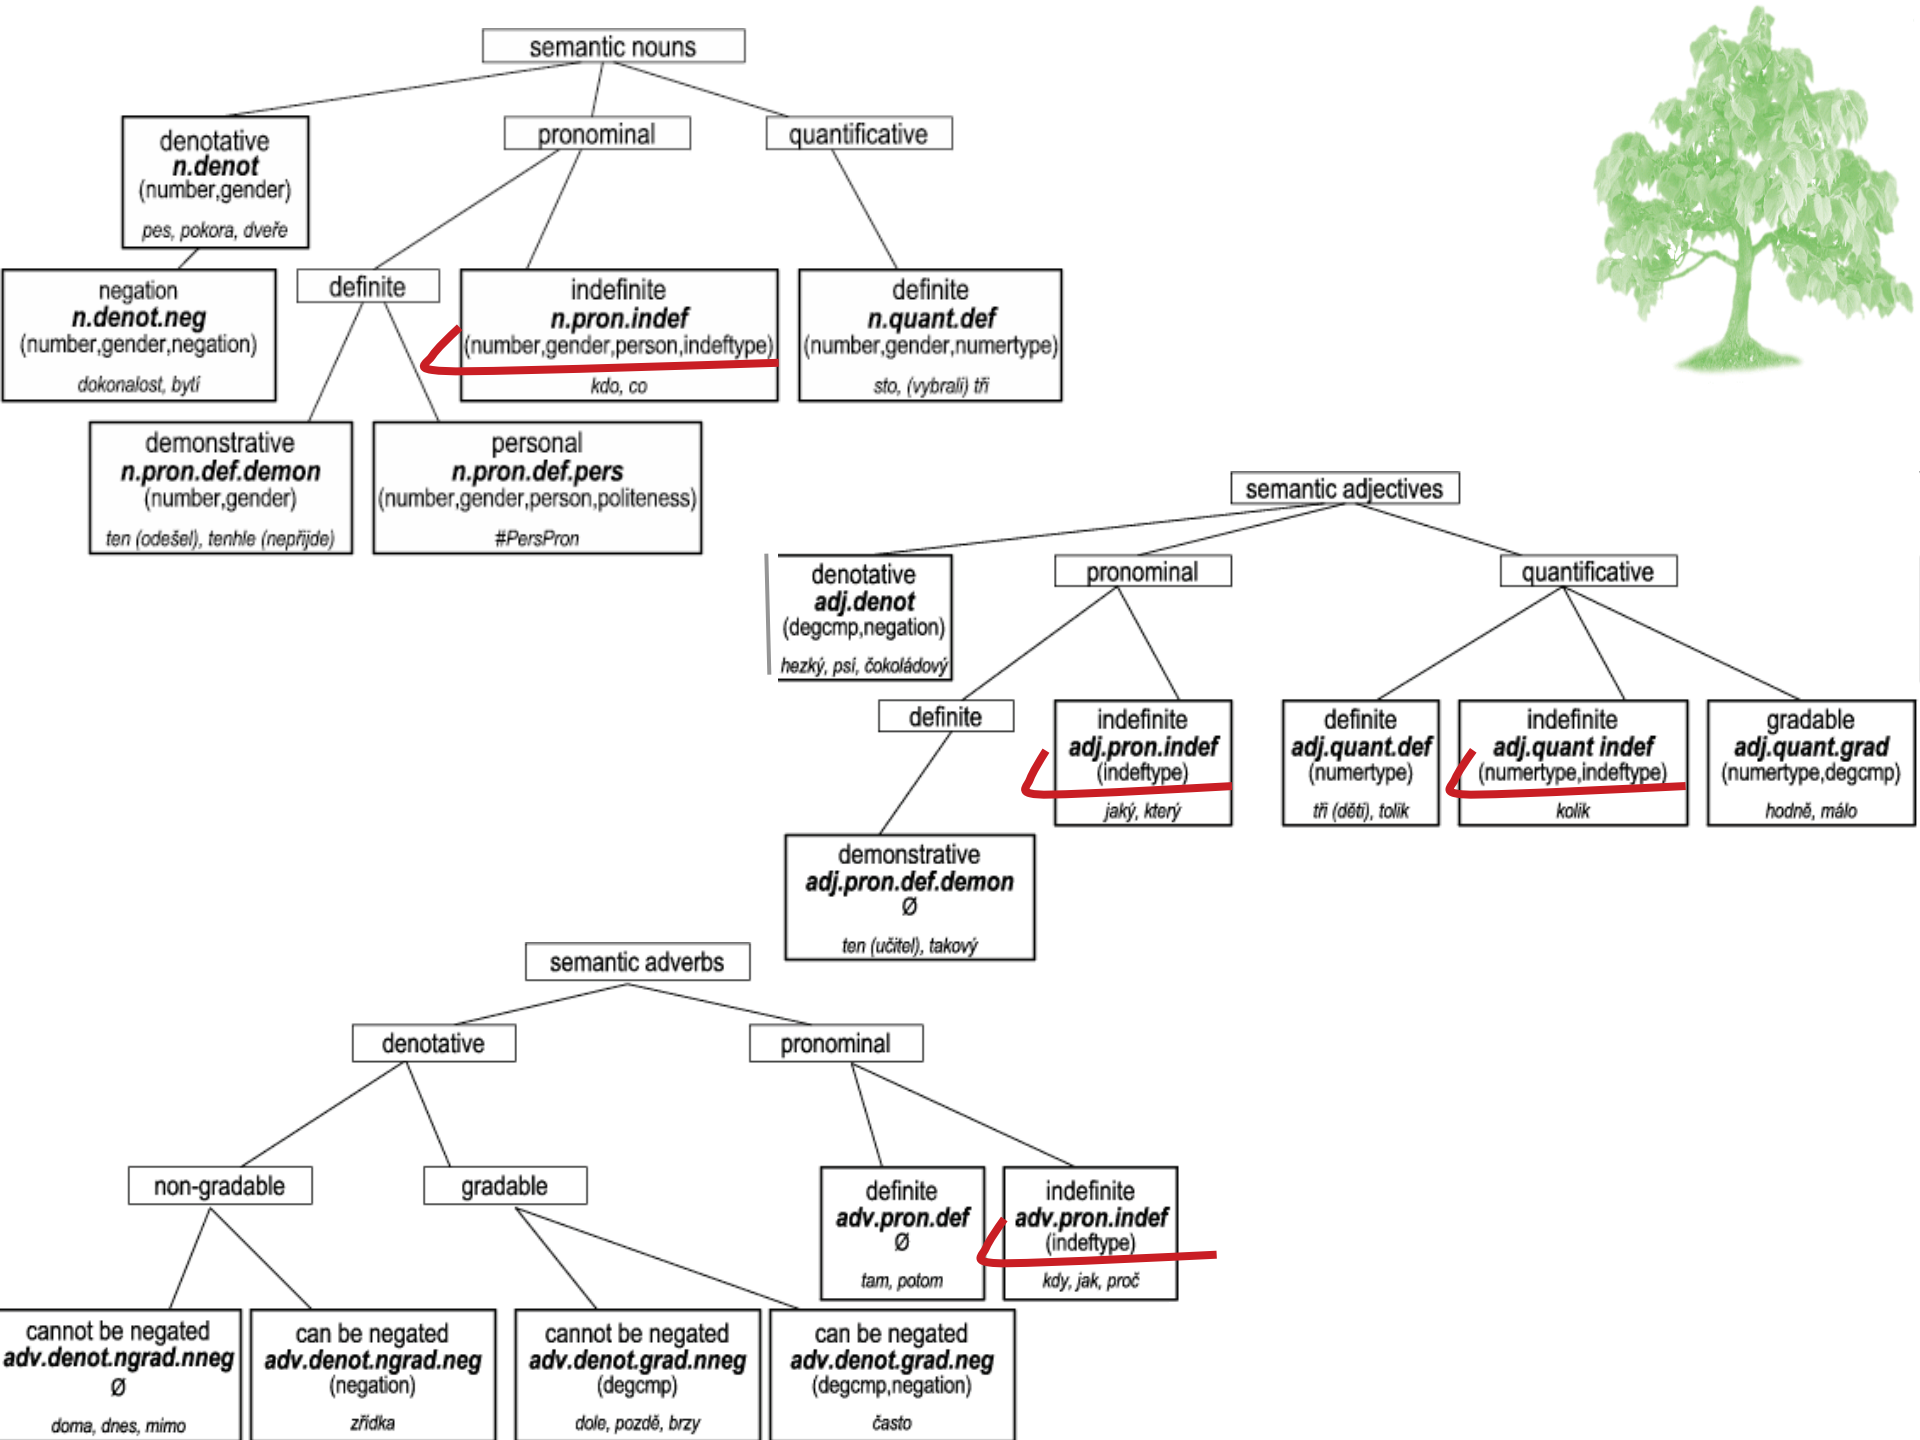 semantic nouns
denotative
n.denot
(number,gender)
pes, pokora, dveře
pronominal
quantificative
negation
n.denot.neg
(number,gender,negation)
dokonalost, bytí
definite
indefinite
n.pron.indef
(number,gender,person,indeftype)
kdo, co
definite
n.quant.def
(number,gender,numertype)
sto, (vybrali) tři
demonstrative
n.pron.def.demon
(number,gender)
ten (odešel), tenhle (nepřijde)
personal
n.pron.def.pers
(number,gender,person,politeness)
#PersPron
semantic adjectives
denotative
adj.denot
(degcmp,negation)
hezký, psí, čokoládový
pronominal
quantificative
definite
indefinite
adj.pron.indef
(indeftype)
jaký, který
definite
adj.quant.def
(numertype)
tři (děti), tolik
indefinite
adj.quant indef
(numertype,indeftype)
kolik
gradable
adj.quant.grad
(numertype,degcmp)
hodně, málo
demonstrative
adj.pron.def.demon
Ø
ten (učitel), takový
semantic adverbs
denotative
pronominal
non-gradable
gradable
definite
adv.pron.def
Ø
tam, potom
indefinite
adv.pron.indef
(indeftype)
kdy, jak, proč
cannot be negated
adv.denot.ngrad.nneg
Ø
doma, dnes, mimo
can be negated
adv.denot.ngrad.neg
(negation)
zřídka
cannot be negated
adv.denot.grad.nneg
(degcmp)
dole, pozdě, brzy
can be negated
adv.denot.grad.neg
(degcmp,negation)
často